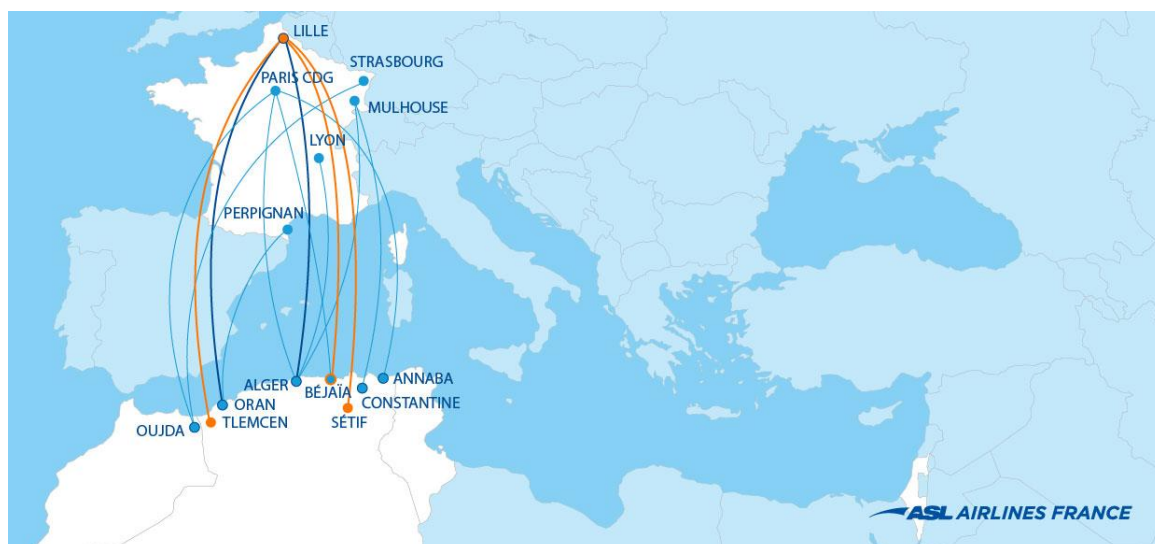 LILLE
STRASBOURG
PARIS CDG
MULHOUSE
LYON
PERPIGNAN
ALGER
BÉJAÏA
ANNABA
ORAN
CONSTANTINE
OUJDA
TLEMCEN
SÉTIF
ASL AIRLINES FRANCE